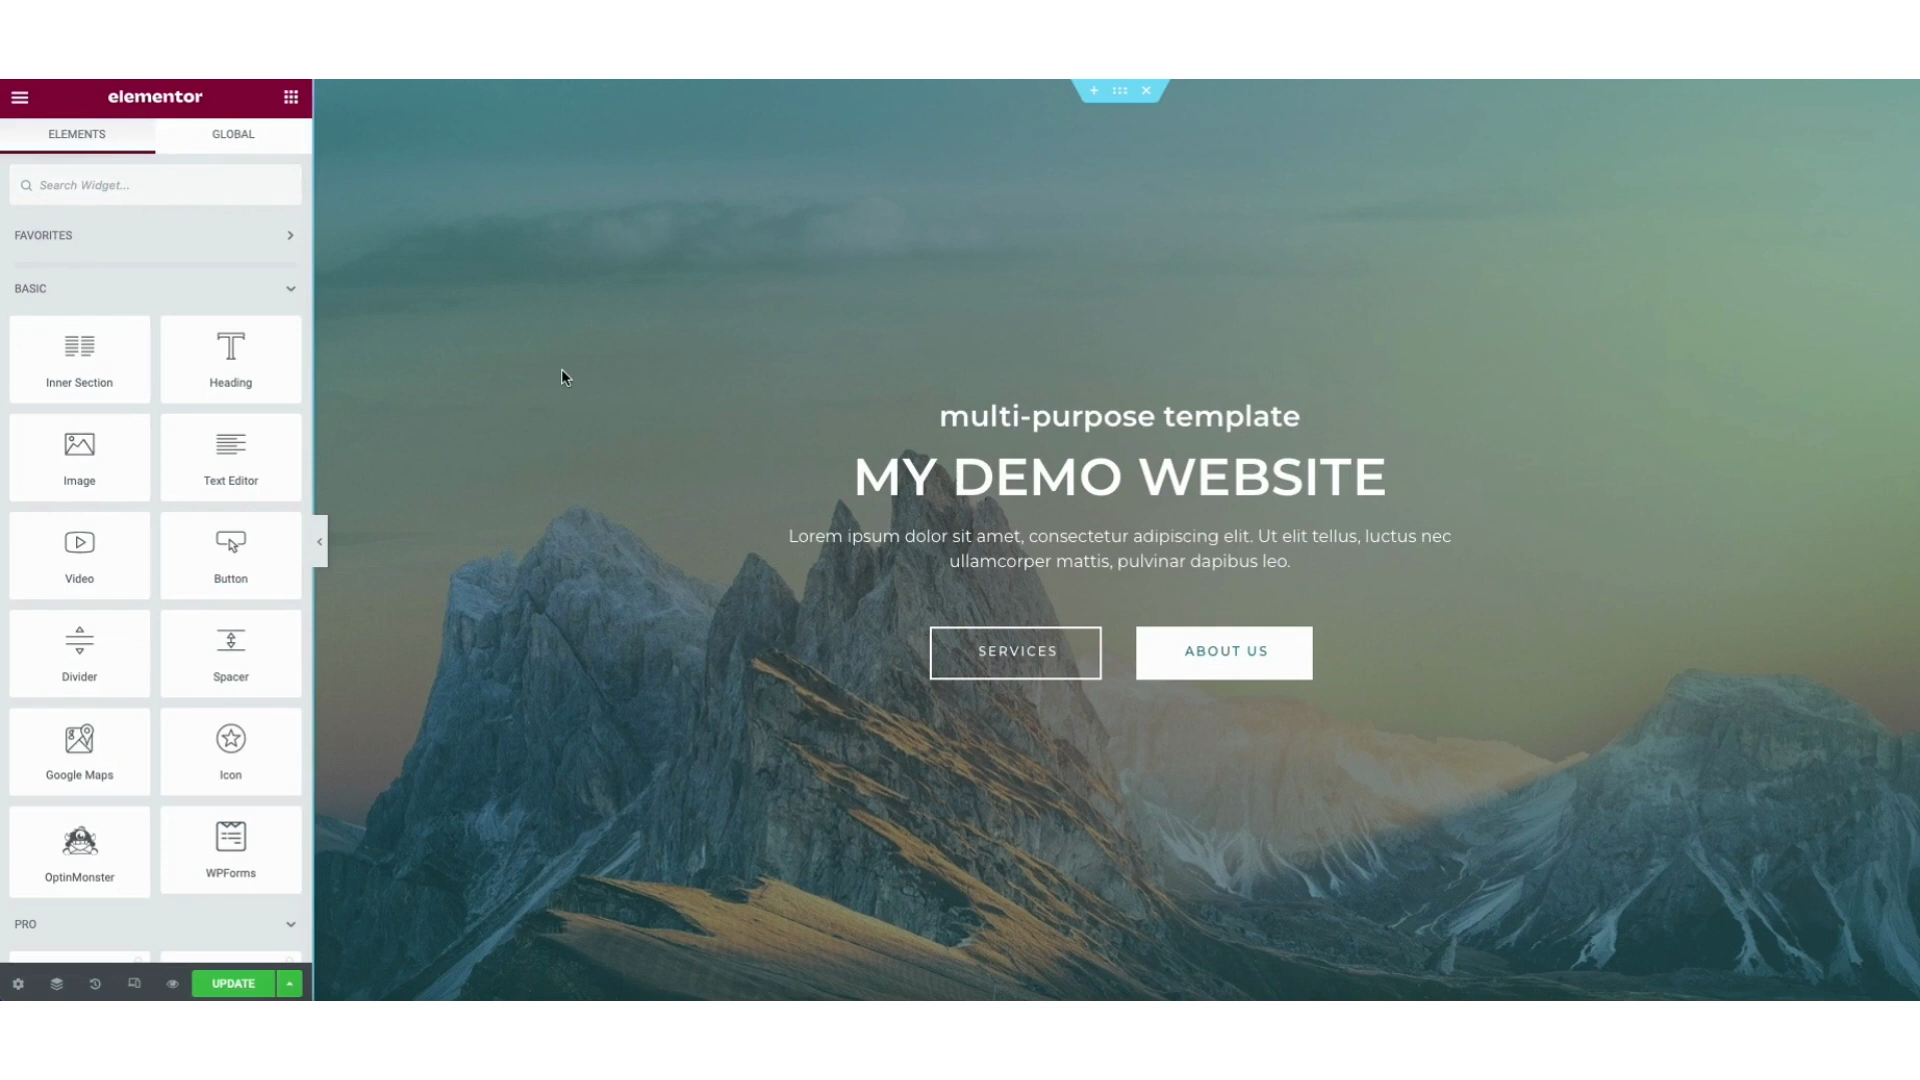 elementor
ELEMENTS
GLOBAL
Search Widget...
FAVORITES
BASIC
Inner Section
Heading
Image
Text Editor
Video
Button
Divider
Spacer
Google Maps
Icon
OptinMonster
WPForms
PRO
UPDATE
multi-purpose template
MY DEMO WEBSITE
Lorem ipsum dolor sit amet, consectetur adipiscing elit. Ut elit tellus, luctus nec
ullamcorper mattis, pulvinar dapibus leo.
SERVICES
ABOUT US